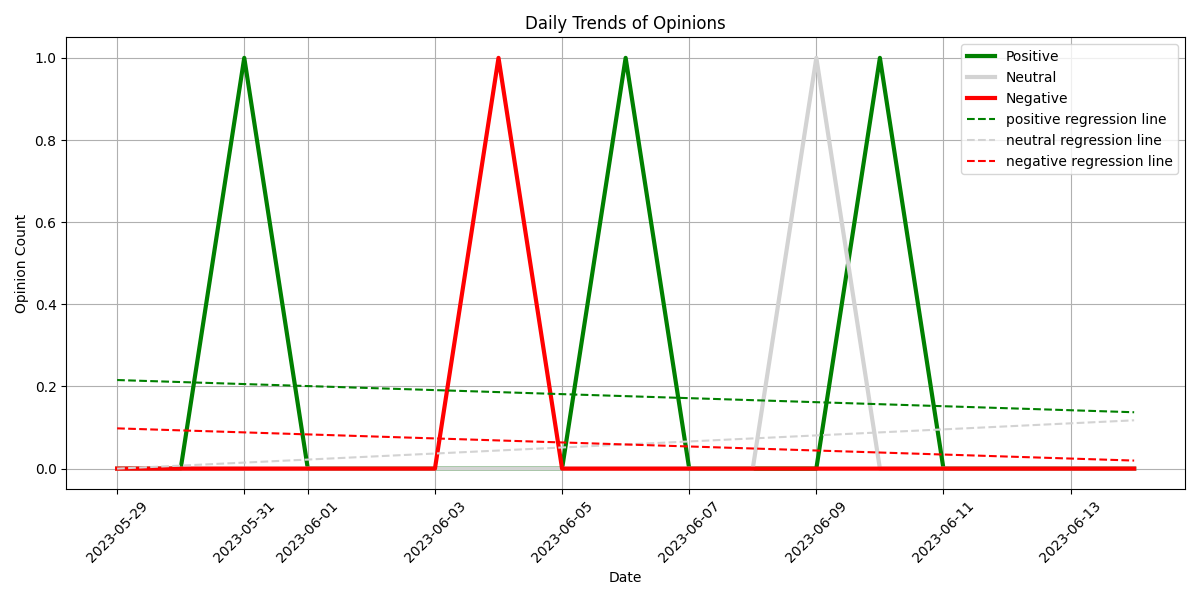 Daily Trends of Opinions
Positive
Neutral
Negative
positive regression line
neutral regression line
negative regression line
Opinion Count
1.0
0.8
0.6
0.4
0.2
0.0
2023-05-29
2023-05-31
2023-06-01
2023-06-03
2023-06-05
2023-06-07
2023-06-09
2023-06-11
2023-06-13
Date